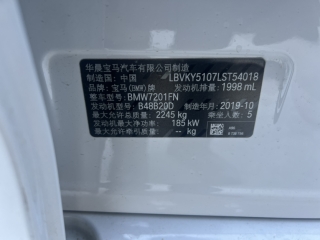 华晨宝马汽车有限公司
制造国：中国 LBVKY5107LST54018
品牌：宝马(BMW)牌 发动机排量：1998 mL
整车型号：BMW7201FN
发动机型号：B48B20D 制造年月：2019-10
最大允许总质量：2245 kg 乘坐人数：5
发动机最大净功率：185 kW
最大允许牵引质量：kg